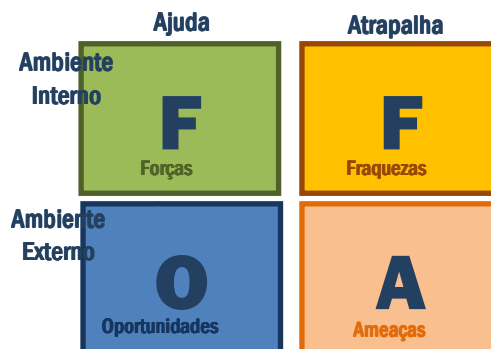 Ajuda
Atrapalha
Ambiente
Interno
F
Forças
F
Fraquezas
Ambiente
Externo
O
Oportunidades
A
Ameaças